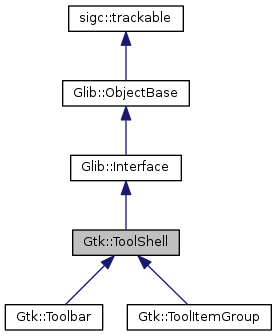 sigc::trackable
Glib::ObjectBase
Glib::Interface
Gtk::ToolShell
Gtk::Toolbar
Gtk::ToolItemGroup